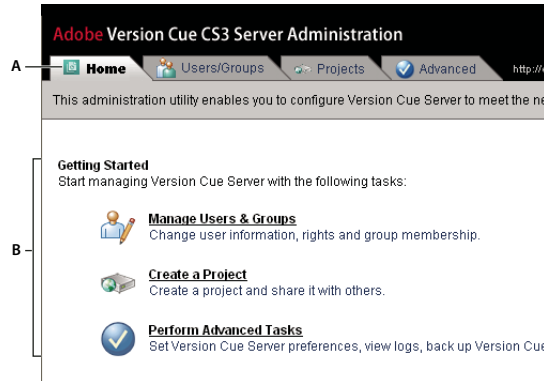 Adobe Version Cue CS3 Server Administration
A
Home Users/Groups Projects Advanced http://
This administration utility enables you to configure Version Cue Server to meet the ne
Getting Started
Start managing Version Cue Server with the following tasks:
B
Manage Users & Groups
Change user information, rights and group membership.
Create a Project
Create a project and share it with others.
Perform Advanced Tasks
Set Version Cue Server preferences, view logs, back up Version Cue